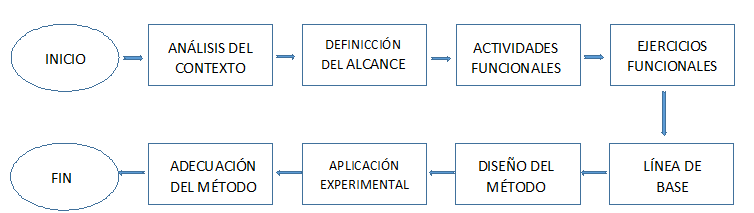 INICIO
ANÁLISIS DEL
CONTEXTO
DEFINICCIÓN
DEL ALCANCE
ACTIVIDADES
FUNCIONALES
EJERCICIOS
FUNCIONALES
FIN
ADECUACIÓN
DEL MÉTODO
APLICACIÓN
EXPERIMENTAL
DISEÑO DEL
MÉTODO
LÍNEA DE
BASE